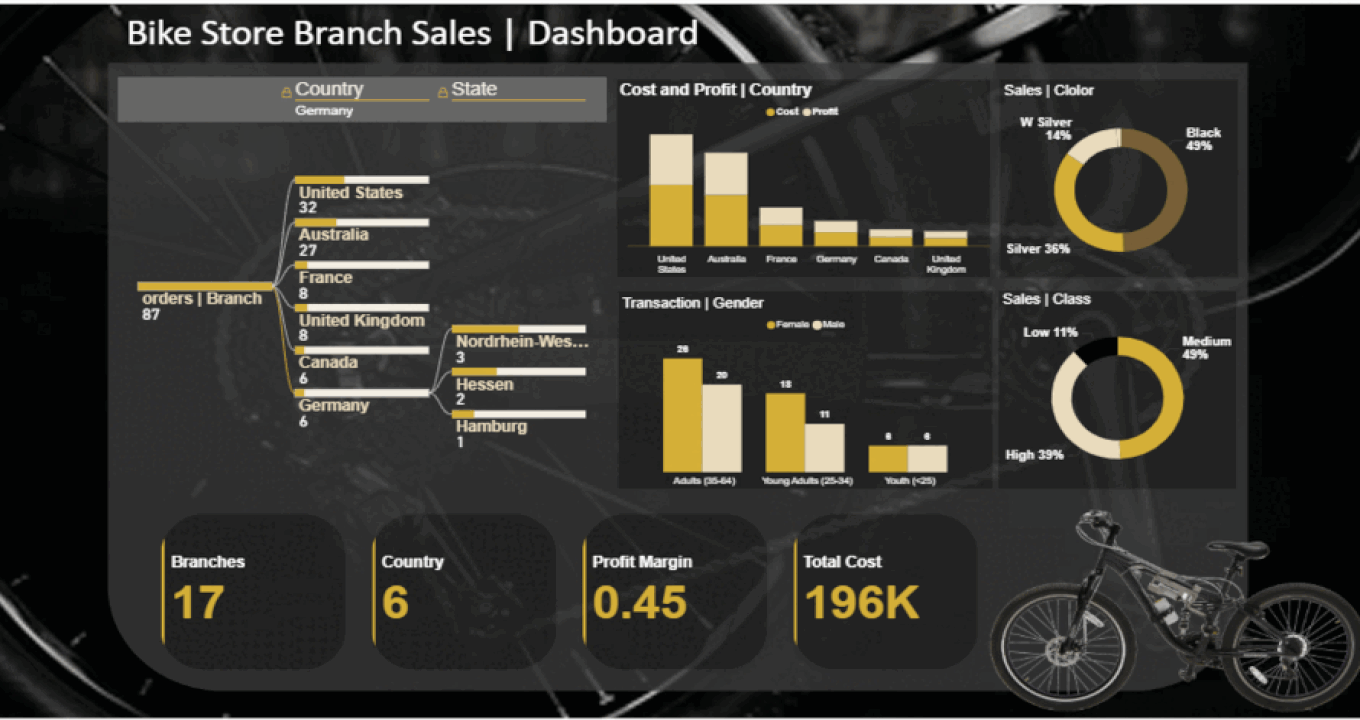 Bike Store Branch Sales | Dashboard
Country
State
Germany
orders | Branch
87
United States
32
Australia
27
France
8
United Kingdom
8
Canada
6
Germany
6
Nordrhein-Wes...
3
Hessen
2
Hamburg
1
Cost and Profit | Country
Cost Profit
United
States
Australia
France
Germany
Canada
United
Kingdom
Sales | Clolor
W Silver
14%
Black
49%
Silver 36%
Transaction | Gender
Female Male
20
18
11
6
6
Adults (35-64)
Young Adults (25-34)
Youth (<25)
Sales | Class
Low 11%
Medium
49%
High 39%
Branches
17
Country
6
Profit Margin
0.45
Total Cost
196K